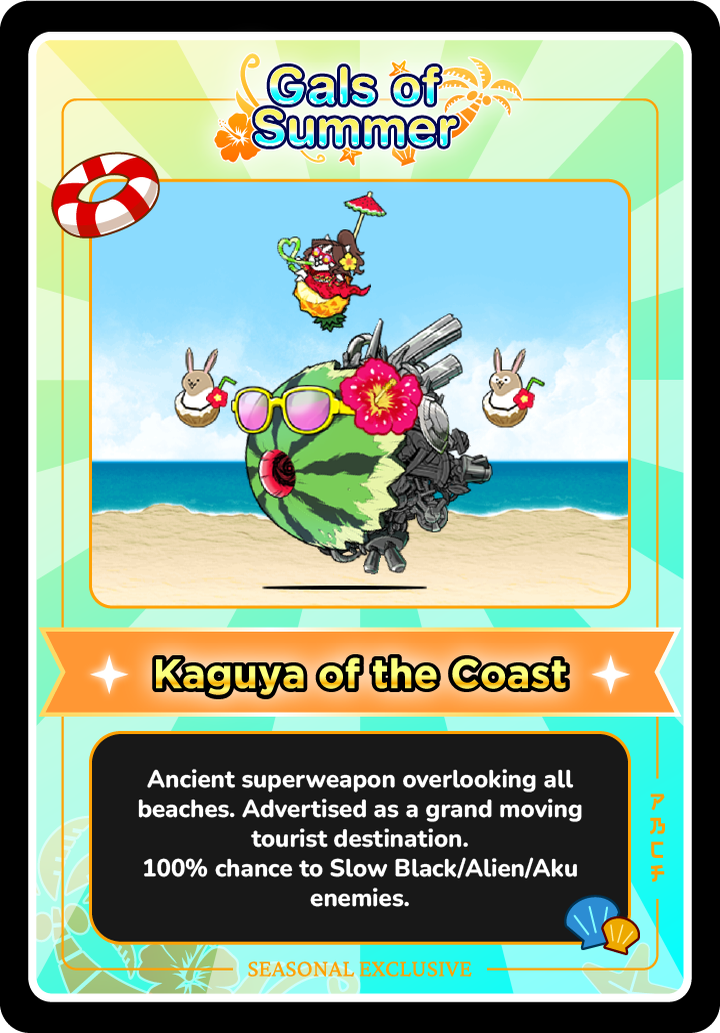 Gals of
Summer
Kaguya of the Coast
Ancient superweapon overlooking all
beaches. Advertised as a grand moving
tourist destination.
100% chance to Slow Black/Alien/Aku
enemies.
SEASONAL EXCLUSIVE